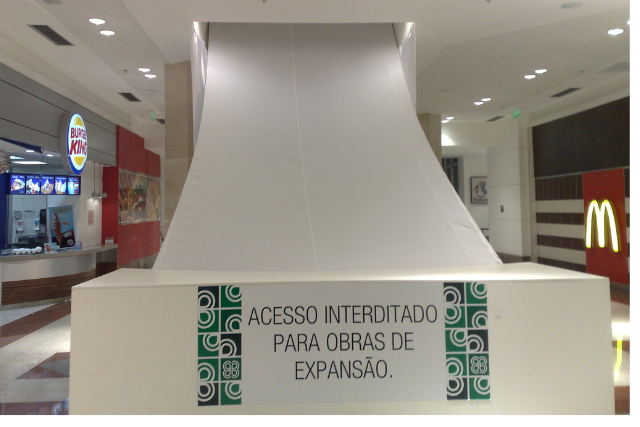 BURGER
KING
M
ACESSO INTERDITADO
PARA OBRAS DE
EXPANSÃO.